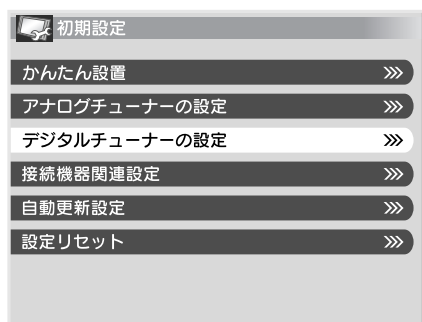 初期設定
かんたん設置
アナログチューナーの設定
デジタルチューナーの設定
接続機器関連設定
自動更新設定
設定リセット